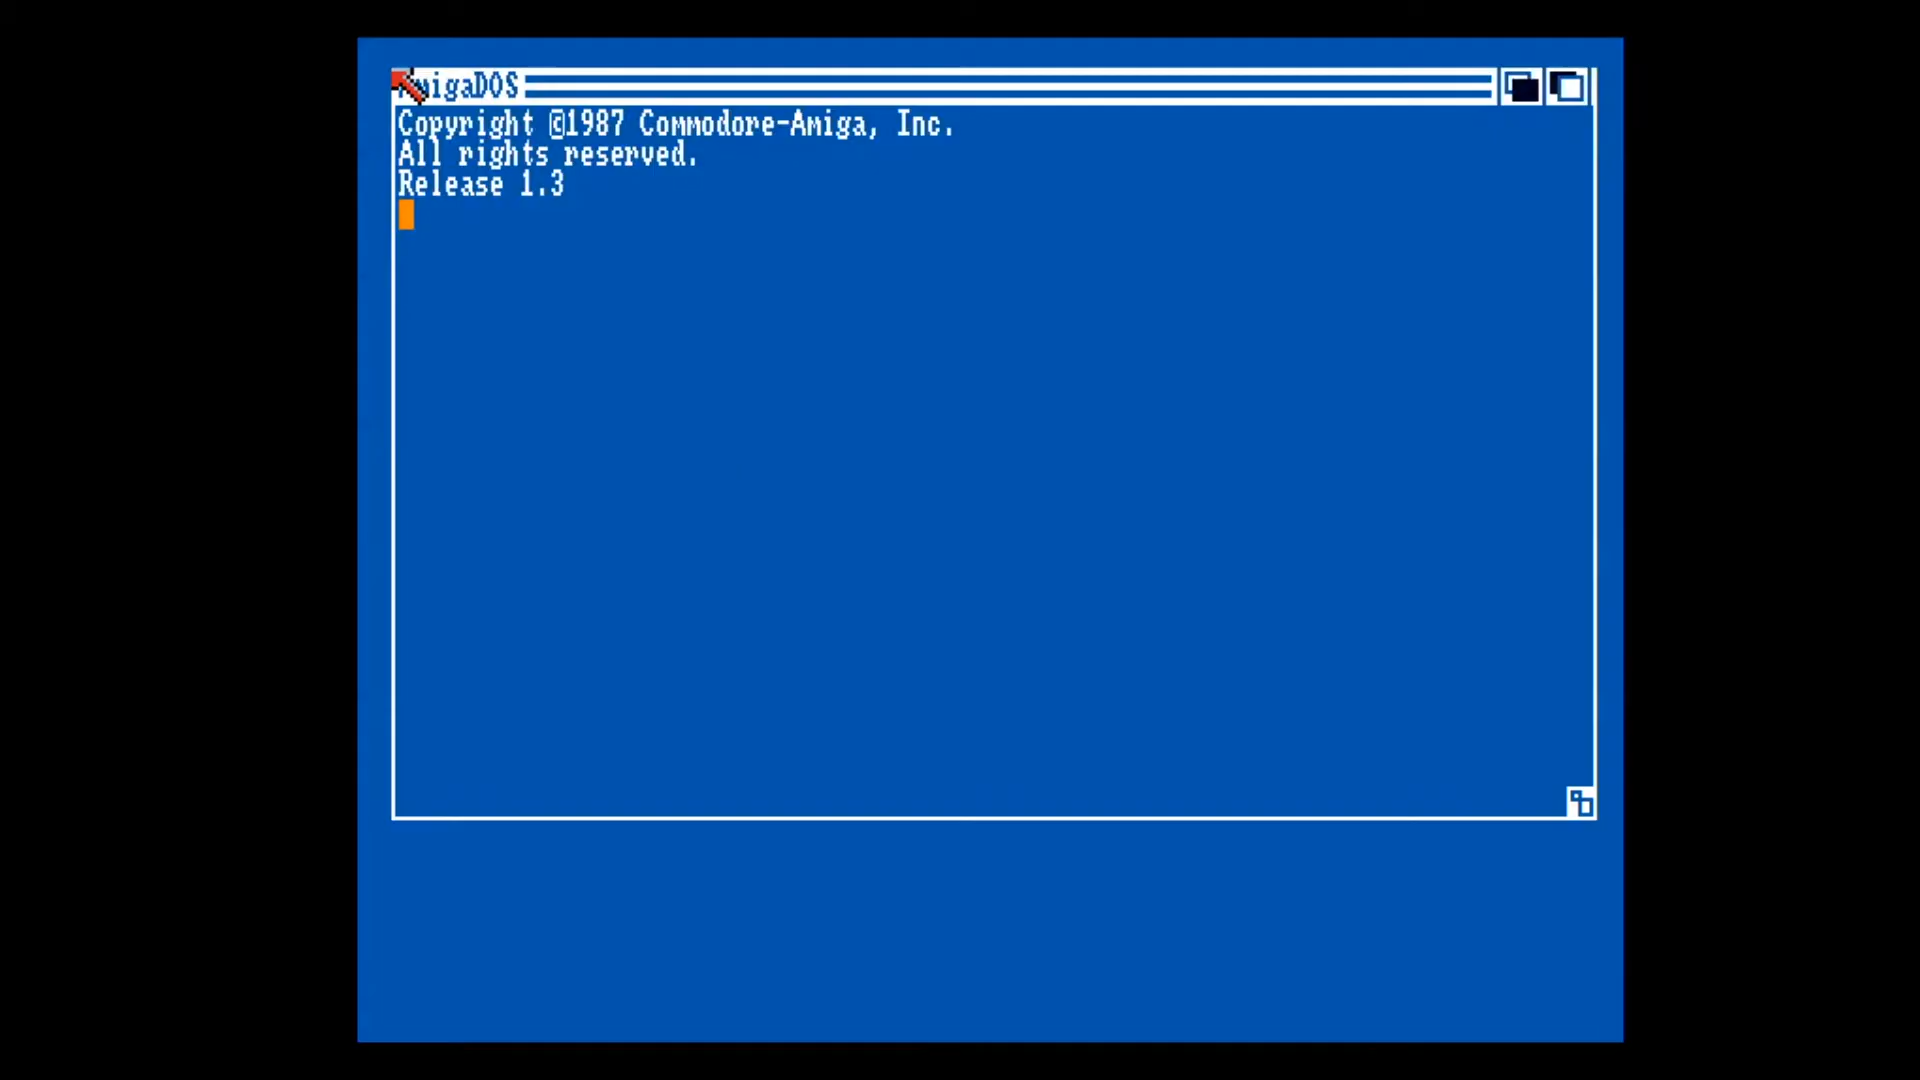 AmigaDOS
Copyright ©1987 Commodore-Amiga, Inc.
All rights reserved.
Release 1.3